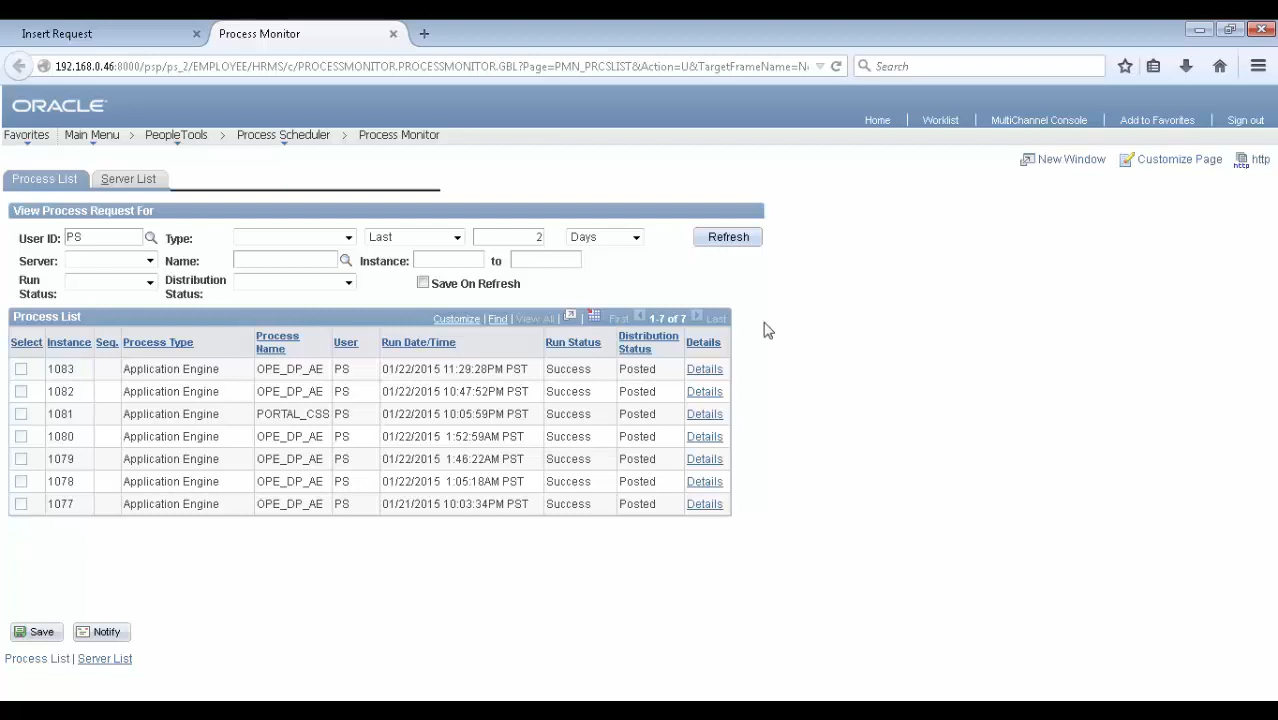 Insert Request × Process Monitor × +
192.168.0.46:8000/psp/ps_2/EMPLOYEE/HRMS/c/PROCESSMONITOR.PROCESSMONITOR.GBL?Page=PMN_PRCSLIST&Action=U&TargetFrameName=N Search
ORACLE
Home | Worklist | MultiChannel Console | Add to Favorites | Sign out
Favorites Main Menu > PeopleTools > Process Scheduler > Process Monitor
New Window Customize Page http
Process List Server List
View Process Request For
User ID: PS Type: Last 2 Days Refresh
Server: Name: Instance: to
Run Status: Distribution Status: Save On Refresh
Process List Customize | Find | View All | First 1-7 of 7 Last
Select Instance Seq. Process Type Process Name User Run Date/Time Run Status Distribution Status Details
1083 Application Engine OPE_DP_AE PS 01/22/2015 11:29:28PM PST Success Posted Details
1082 Application Engine OPE_DP_AE PS 01/22/2015 10:47:52PM PST Success Posted Details
1081 Application Engine PORTAL_CSS PS 01/22/2015 10:05:59PM PST Success Posted Details
1080 Application Engine OPE_DP_AE PS 01/22/2015 1:52:59AM PST Success Posted Details
1079 Application Engine OPE_DP_AE PS 01/22/2015 1:46:22AM PST Success Posted Details
1078 Application Engine OPE_DP_AE PS 01/22/2015 1:05:18AM PST Success Posted Details
1077 Application Engine OPE_DP_AE PS 01/21/2015 10:03:34PM PST Success Posted Details
Save Notify
Process List | Server List